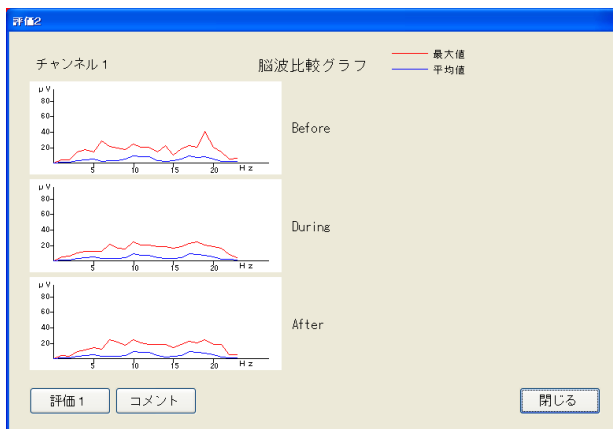 評価2
チャンネル1
脳波比較グラフ
最大値
平均値
μV
80
60
40
20
5 10 15 20 Hz
Before
μV
80
60
40
20
5 10 15 20 Hz
During
μV
80
60
40
20
5 10 15 20 Hz
After
評価1 コメント 閉じる